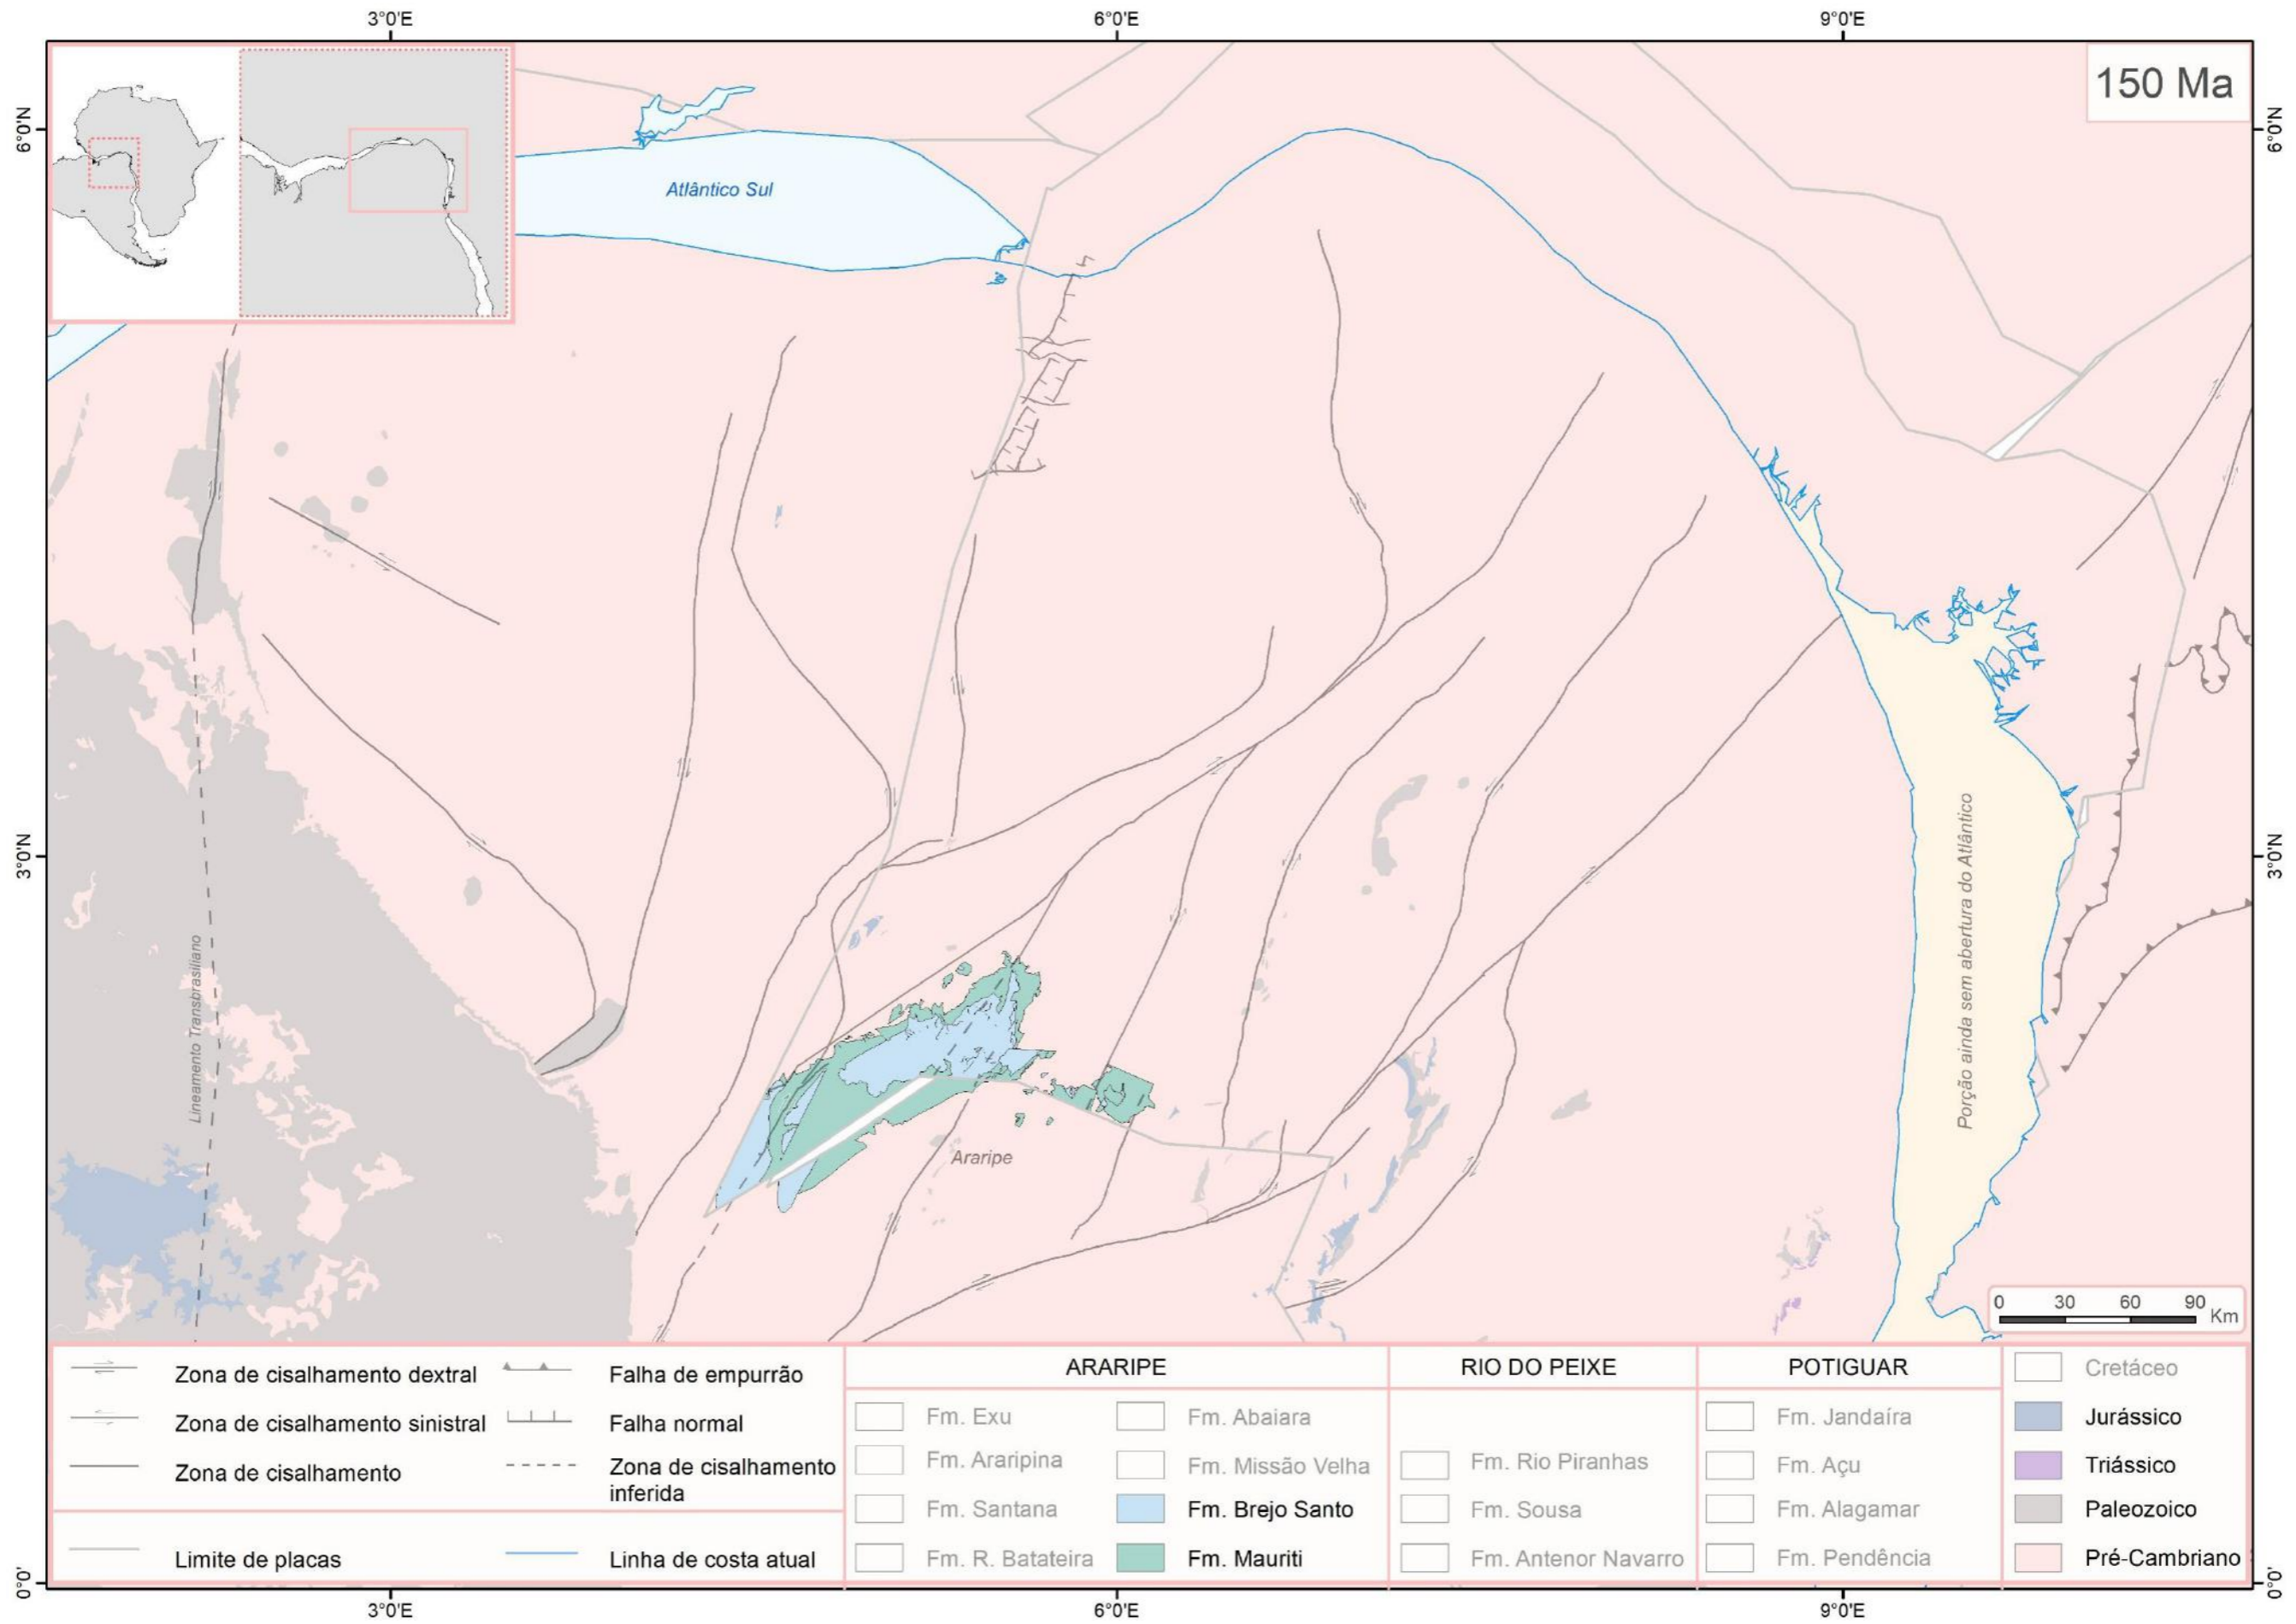 3°0'E
6°0'E
9°0'E
150 Ma
6°0'N
6°0'N
Atlântico Sul
3°0'N
3°0'N
Lineamento Transbrasiliano
Porção ainda sem abertura do Atlântico
Araripe
0 30 60 90
Km
Zona de cisalhamento dextral
Zona de cisalhamento sinistral
Zona de cisalhamento
Falha de empurrão
Falha normal
Zona de cisalhamento
inferida
Limite de placas
Linha de costa atual
ARARIPE
Fm. Exu
Fm. Araripina
Fm. Santana
Fm. R. Batateira
Fm. Abaiara
Fm. Missão Velha
Fm. Brejo Santo
Fm. Mauriti
RIO DO PEIXE
Fm. Rio Piranhas
Fm. Sousa
Fm. Antenor Navarro
POTIGUAR
Fm. Jandaíra
Fm. Açu
Fm. Alagamar
Fm. Pendência
Cretáceo
Jurássico
Triássico
Paleozoico
Pré-Cambriano
0°0'
0°0'
3°0'E
6°0'E
9°0'E